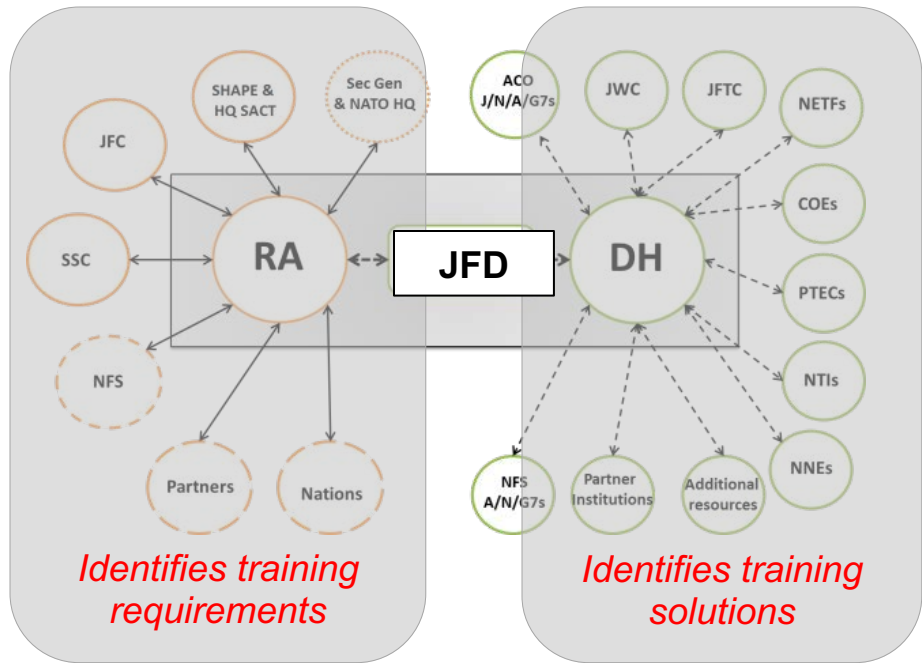 SHAPE &
HQ SACT
Sec Gen
& NATO HQ
JFC
SSC
NFS
Partners
Nations
RA
JFD
DH
ACO
J/N/A/G7s
JWC
JFTC
NETFs
COEs
PTECs
NTIs
NNEs
Additional
resources
Partner
Institutions
NFS
A/N/G7s
Identifies training
requirements
Identifies training
solutions